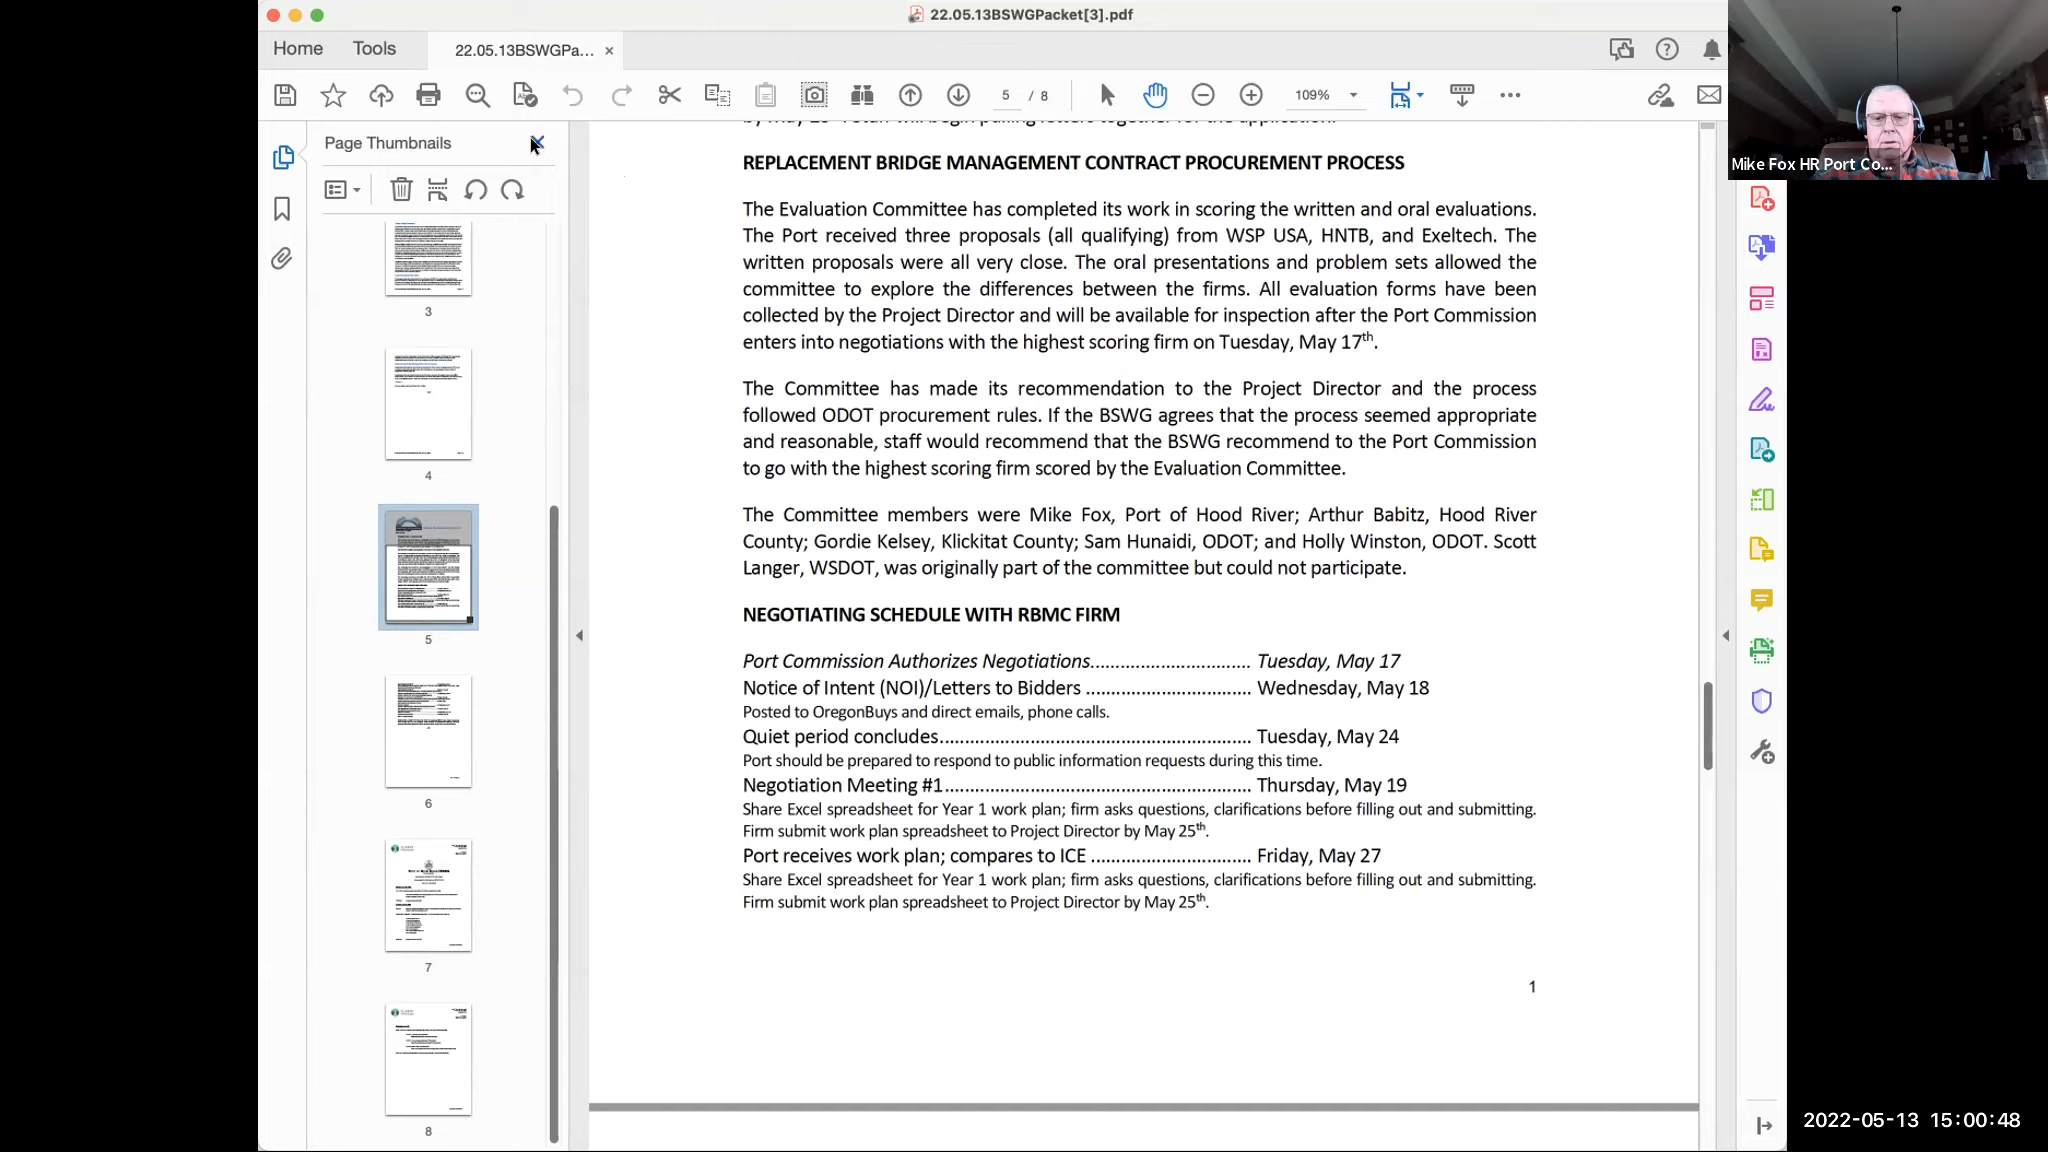 22.05.13BSWGPacket[3].pdf
Home Tools 22.05.13BSWGPa... ×
5 / 8 109%
Page Thumbnails
3
4
5
6
7
8
REPLACEMENT BRIDGE MANAGEMENT CONTRACT PROCUREMENT PROCESS
The Evaluation Committee has completed its work in scoring the written and oral evaluations.
The Port received three proposals (all qualifying) from WSP USA, HNTB, and Exeltech. The
written proposals were all very close. The oral presentations and problem sets allowed the
committee to explore the differences between the firms. All evaluation forms have been
collected by the Project Director and will be available for inspection after the Port Commission
enters into negotiations with the highest scoring firm on Tuesday, May 17th.
The Committee has made its recommendation to the Project Director and the process
followed ODOT procurement rules. If the BSWG agrees that the process seemed appropriate
and reasonable, staff would recommend that the BSWG recommend to the Port Commission
to go with the highest scoring firm scored by the Evaluation Committee.
The Committee members were Mike Fox, Port of Hood River; Arthur Babitz, Hood River
County; Gordie Kelsey, Klickitat County; Sam Hunaidi, ODOT; and Holly Winston, ODOT. Scott
Langer, WSDOT, was originally part of the committee but could not participate.
NEGOTIATING SCHEDULE WITH RBMC FIRM
Port Commission Authorizes Negotiations................................ Tuesday, May 17
Notice of Intent (NOI)/Letters to Bidders ................................. Wednesday, May 18
Posted to OregonBuys and direct emails, phone calls.
Quiet period concludes.............................................................. Tuesday, May 24
Port should be prepared to respond to public information requests during this time.
Negotiation Meeting #1............................................................. Thursday, May 19
Share Excel spreadsheet for Year 1 work plan; firm asks questions, clarifications before filling out and submitting.
Firm submit work plan spreadsheet to Project Director by May 25th.
Port receives work plan; compares to ICE ................................ Friday, May 27
Share Excel spreadsheet for Year 1 work plan; firm asks questions, clarifications before filling out and submitting.
Firm submit work plan spreadsheet to Project Director by May 25th.
1
Mike Fox HR Port Co...
2022-05-13 15:00:48